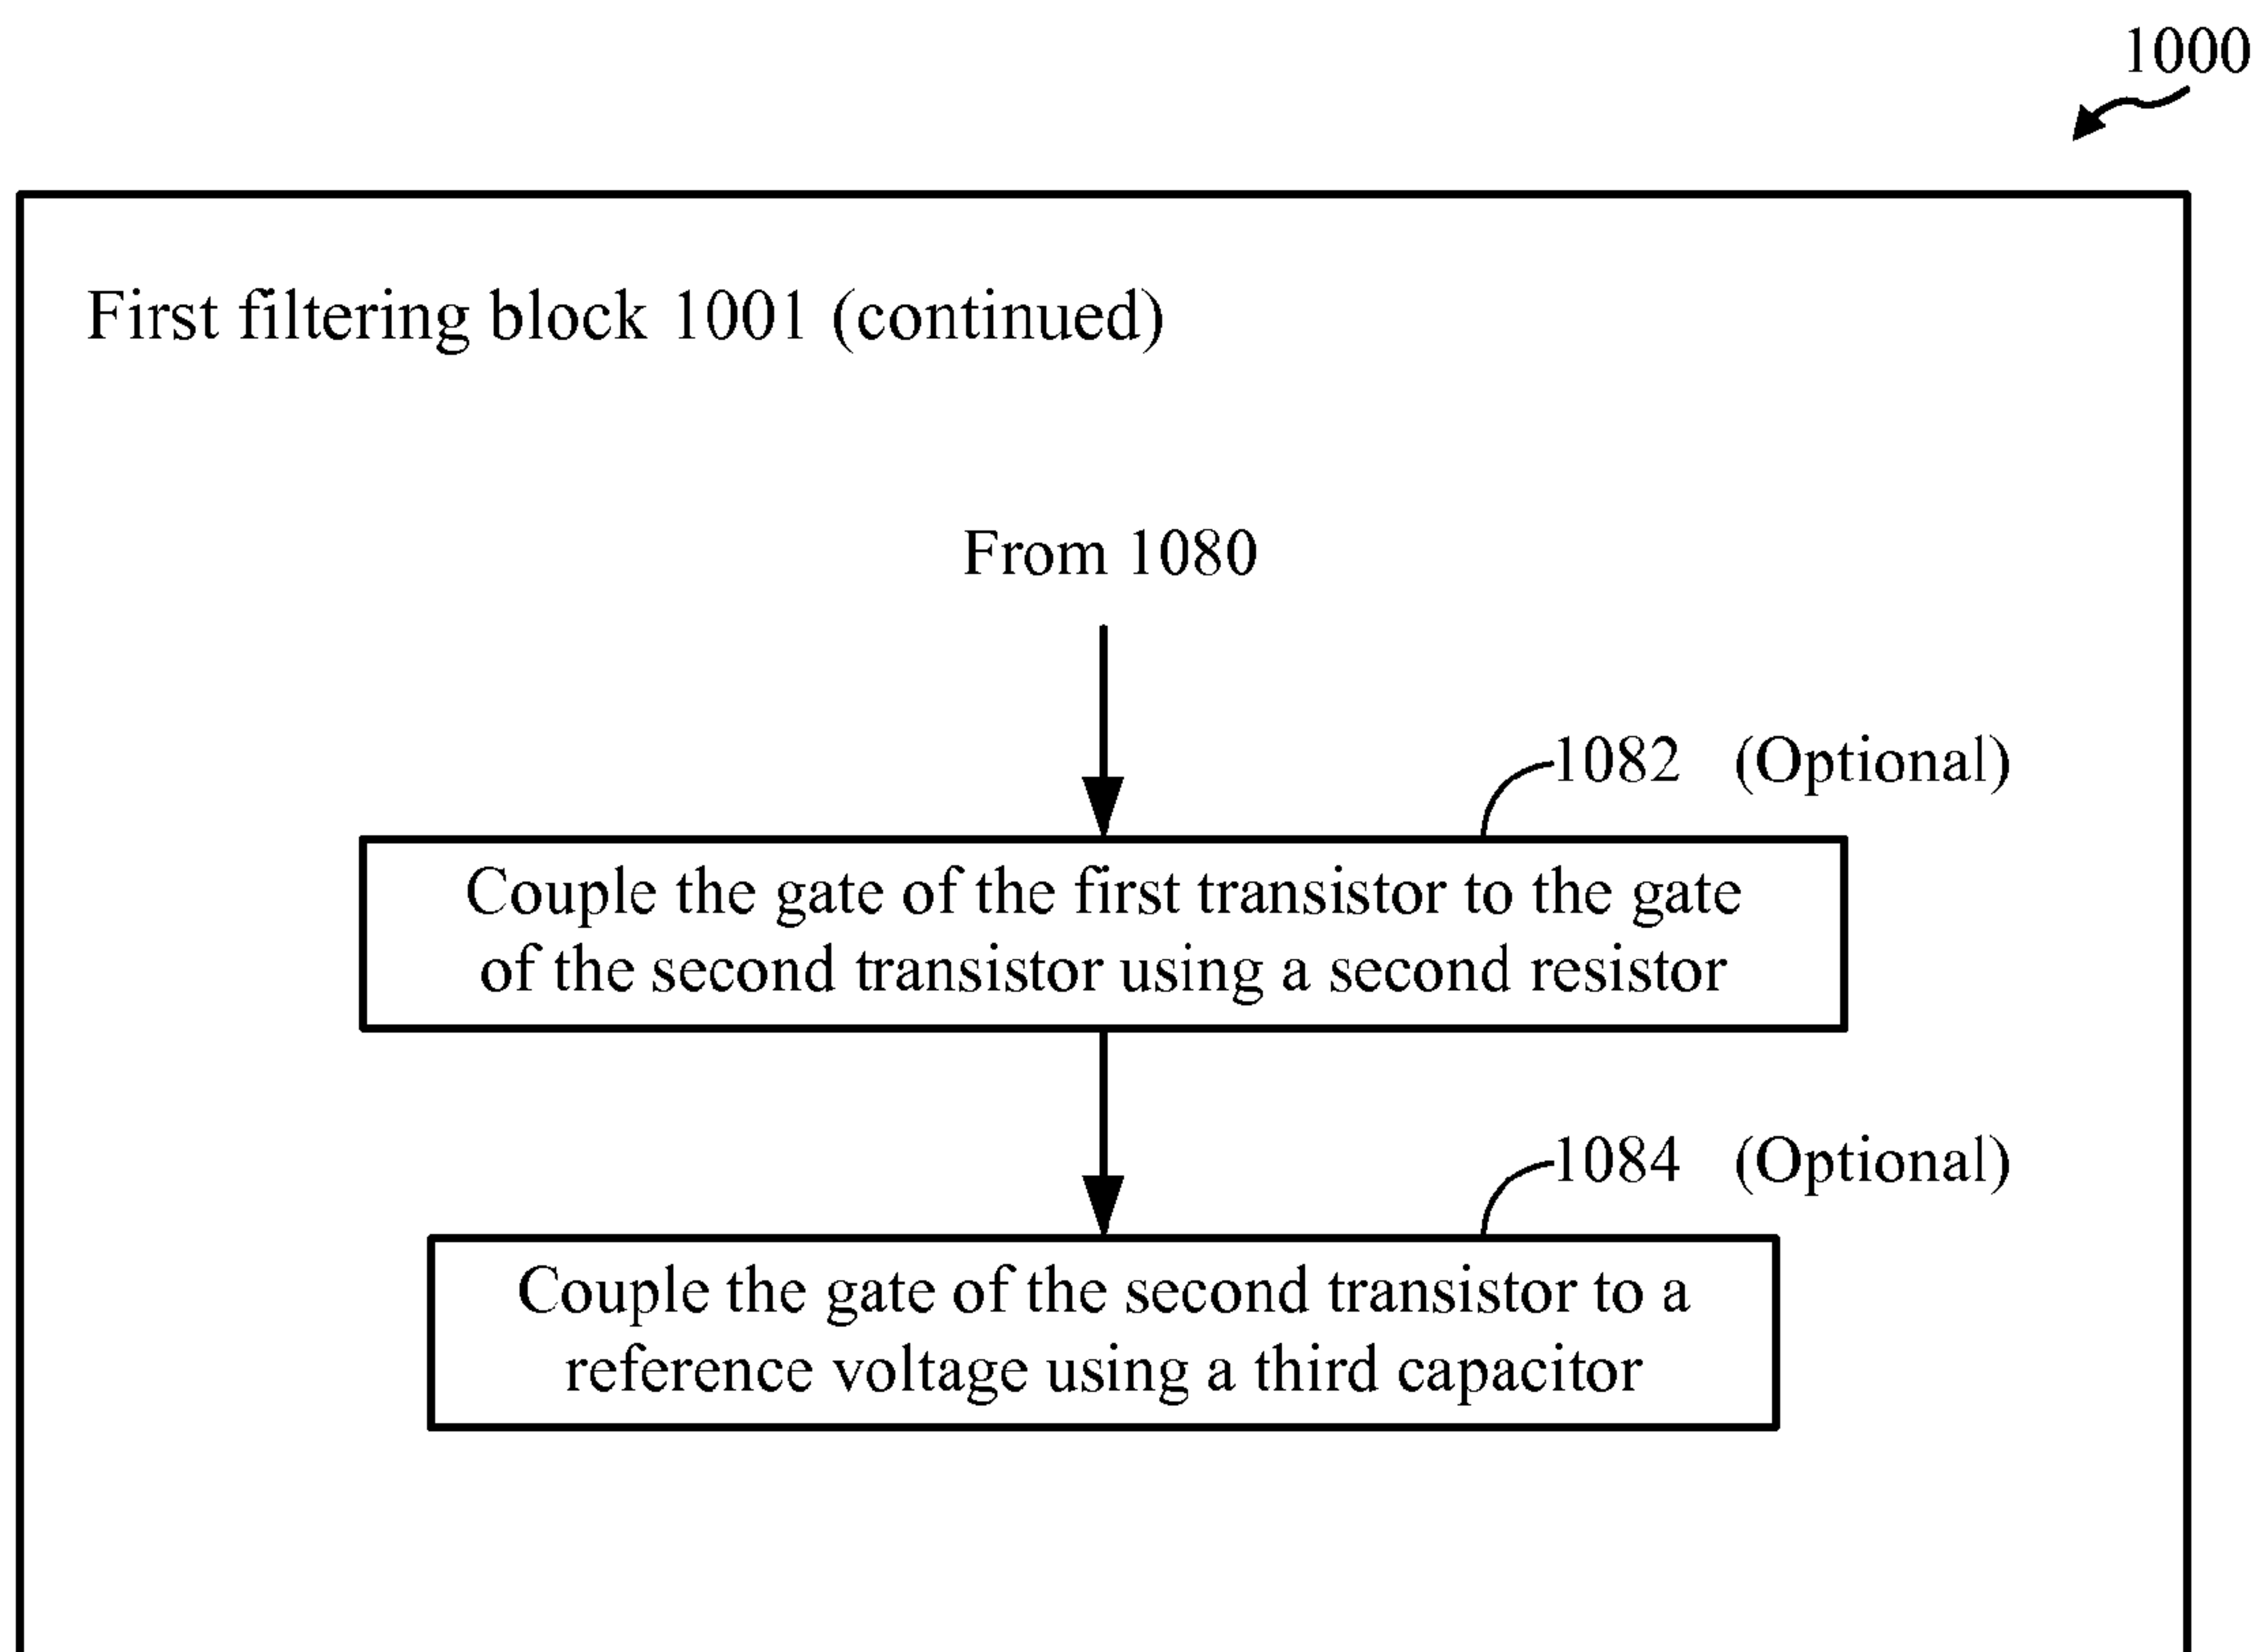 1000
First filtering block 1001 (continued)
From 1080
1082 (Optional)
Couple the gate of the first transistor to the gate
of the second transistor using a second resistor
1084 (Optional)
Couple the gate of the second transistor to a
reference voltage using a third capacitor